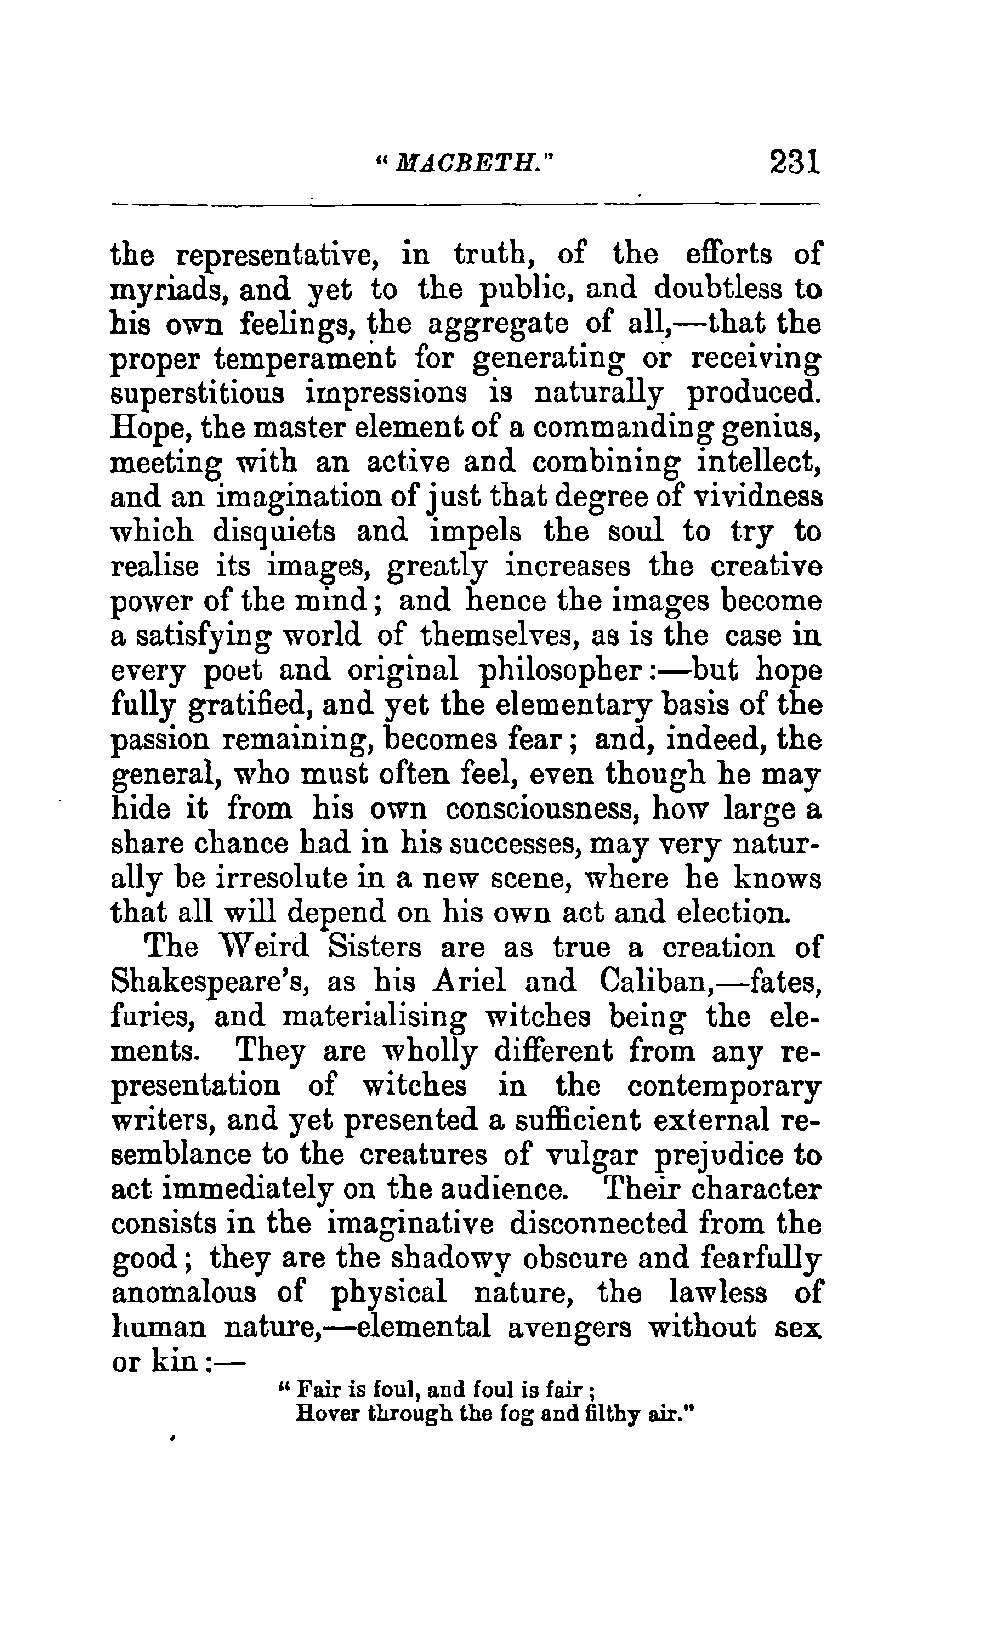 " MACBETH."	231
the representative, in truth, of the efforts of
myriads, and yet to the public, and doubtless to
his own feelings, the aggregate of all,—that the
proper temperament for generating or receiving
superstitious impressions is naturally produced.
Hope, the master element of a commanding genius,
meeting with an active and combining intellect,
and an imagination of just that degree of vividness
which disquiets and impels the soul to try to
realise its images, greatly increases the creative
power of the mind; and hence the images become
a satisfying world of themselves, as is the case in
every poet and original philosopher:—but hope
fully gratified, and yet the elementary basis of the
passion remaining, becomes fear; and, indeed, the
general, who must often feel, even though he may
hide it from his own consciousness, how large a
share chance had in his successes, may very natur-
ally be irresolute in a new scene, where he knows
that all will depend on his own act and election.
The Weird Sisters are as true a creation of
Shakespeare's, as his Ariel and Caliban,—fates,
furies, and materialising witches being the ele-
ments. They are wholly different from any re-
presentation of witches in the contemporary
writers, and yet presented a sufficient external re-
semblance to the creatures of vulgar prejudice to
act immediately on the audience. Their character
consists in the imaginative disconnected from the
good; they are the shadowy obscure and fearfully
anomalous of physical nature, the lawless of
human nature,—elemental avengers without sex
or kin:—
" Fair is foul, and foul is fair;
Hover through the fog and filthy air."